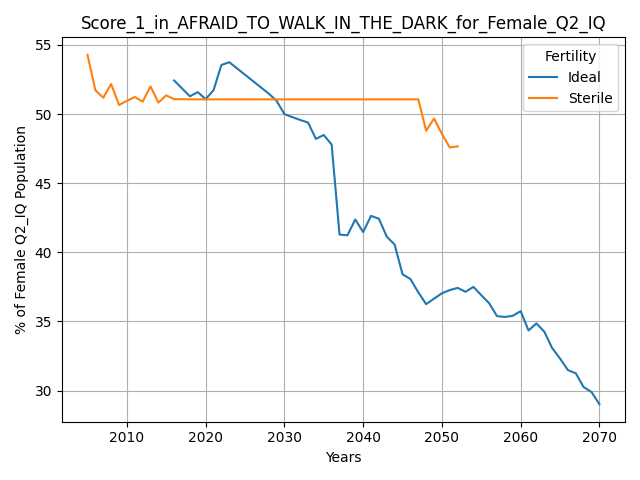 Score_1_in_AFRAID_TO_WALK_IN_THE_DARK_for_Female_Q2_IQ
Fertility
Ideal
Sterile
% of Female Q2_IQ Population
55
50
45
40
35
30
2010 2020 2030 2040 2050 2060 2070
Years